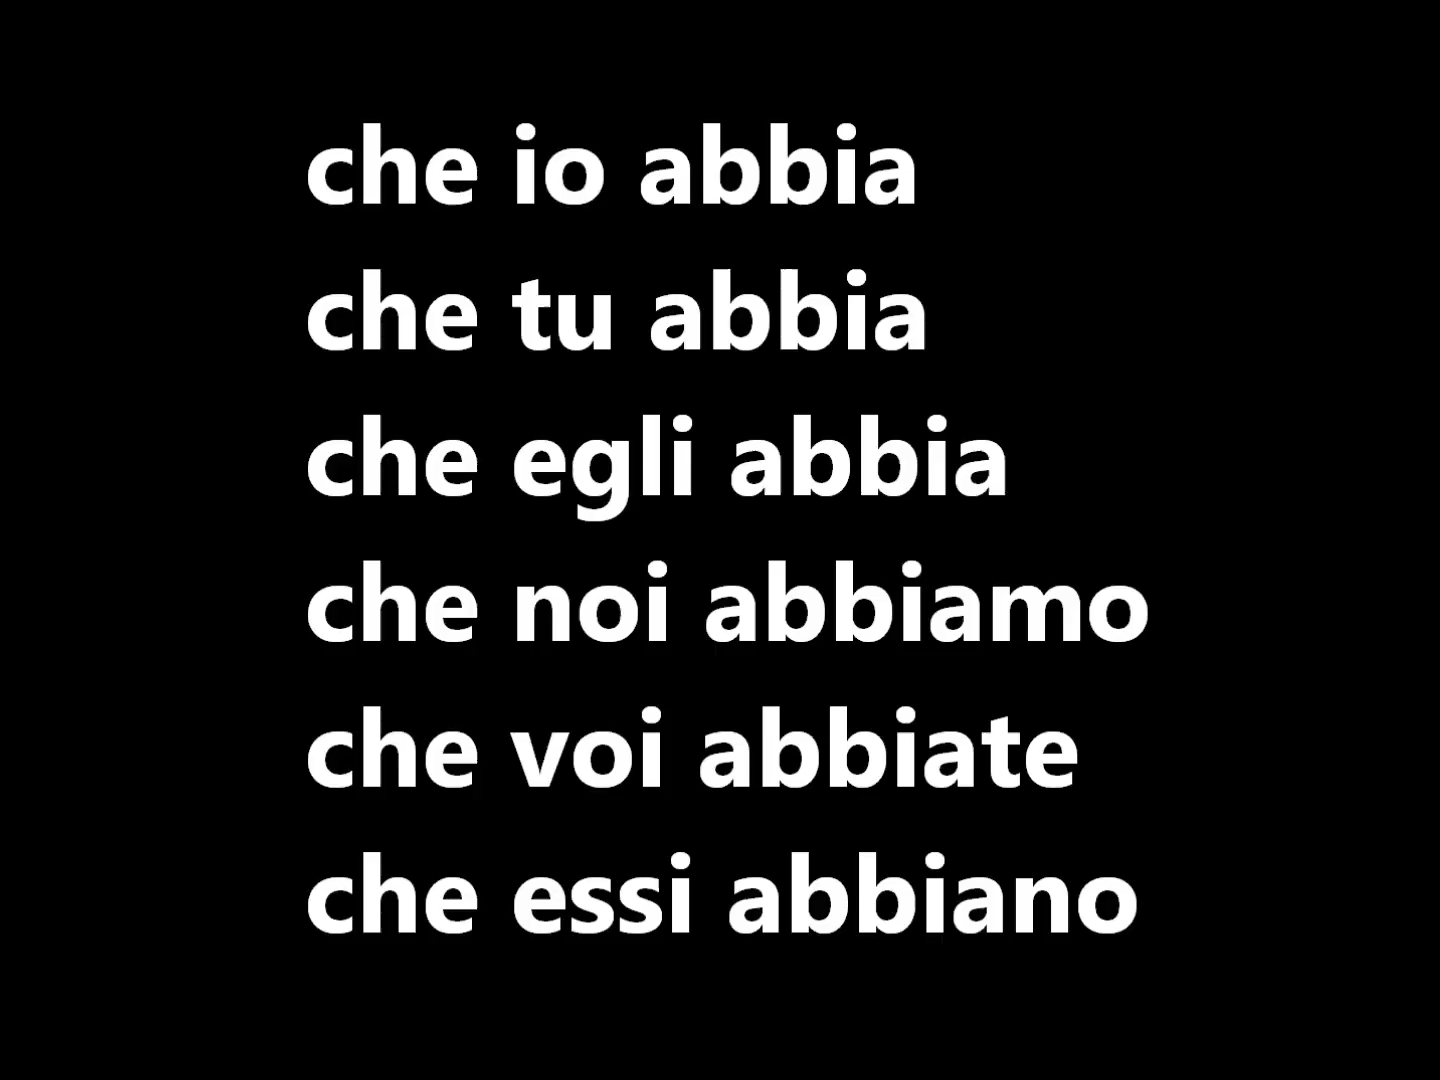 che io abbia
che tu abbia
che egli abbia
che noi abbiamo
che voi abbiate
che essi abbiano